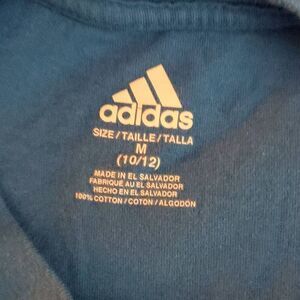 adidas
SIZE / TAILLE / TALLA
M
(10/12)
MADE IN EL SALVADOR
FABRIQUÉ AU EL SALVADOR
HECHO EN EL SALVADOR
100% COTTON / COTON / ALGODÓN